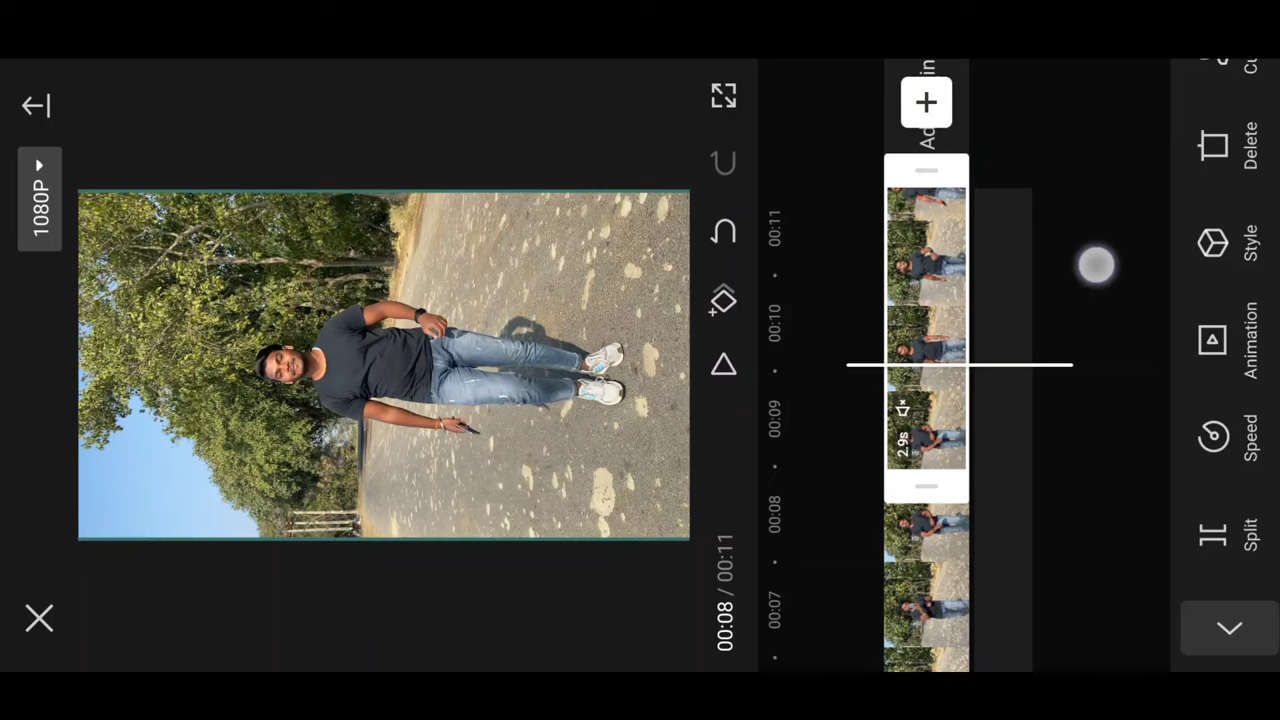 1080P
00:08 / 00:11
00:07 00:08 00:09 00:10 00:11
2.9s
Split Speed Animation Style Delete